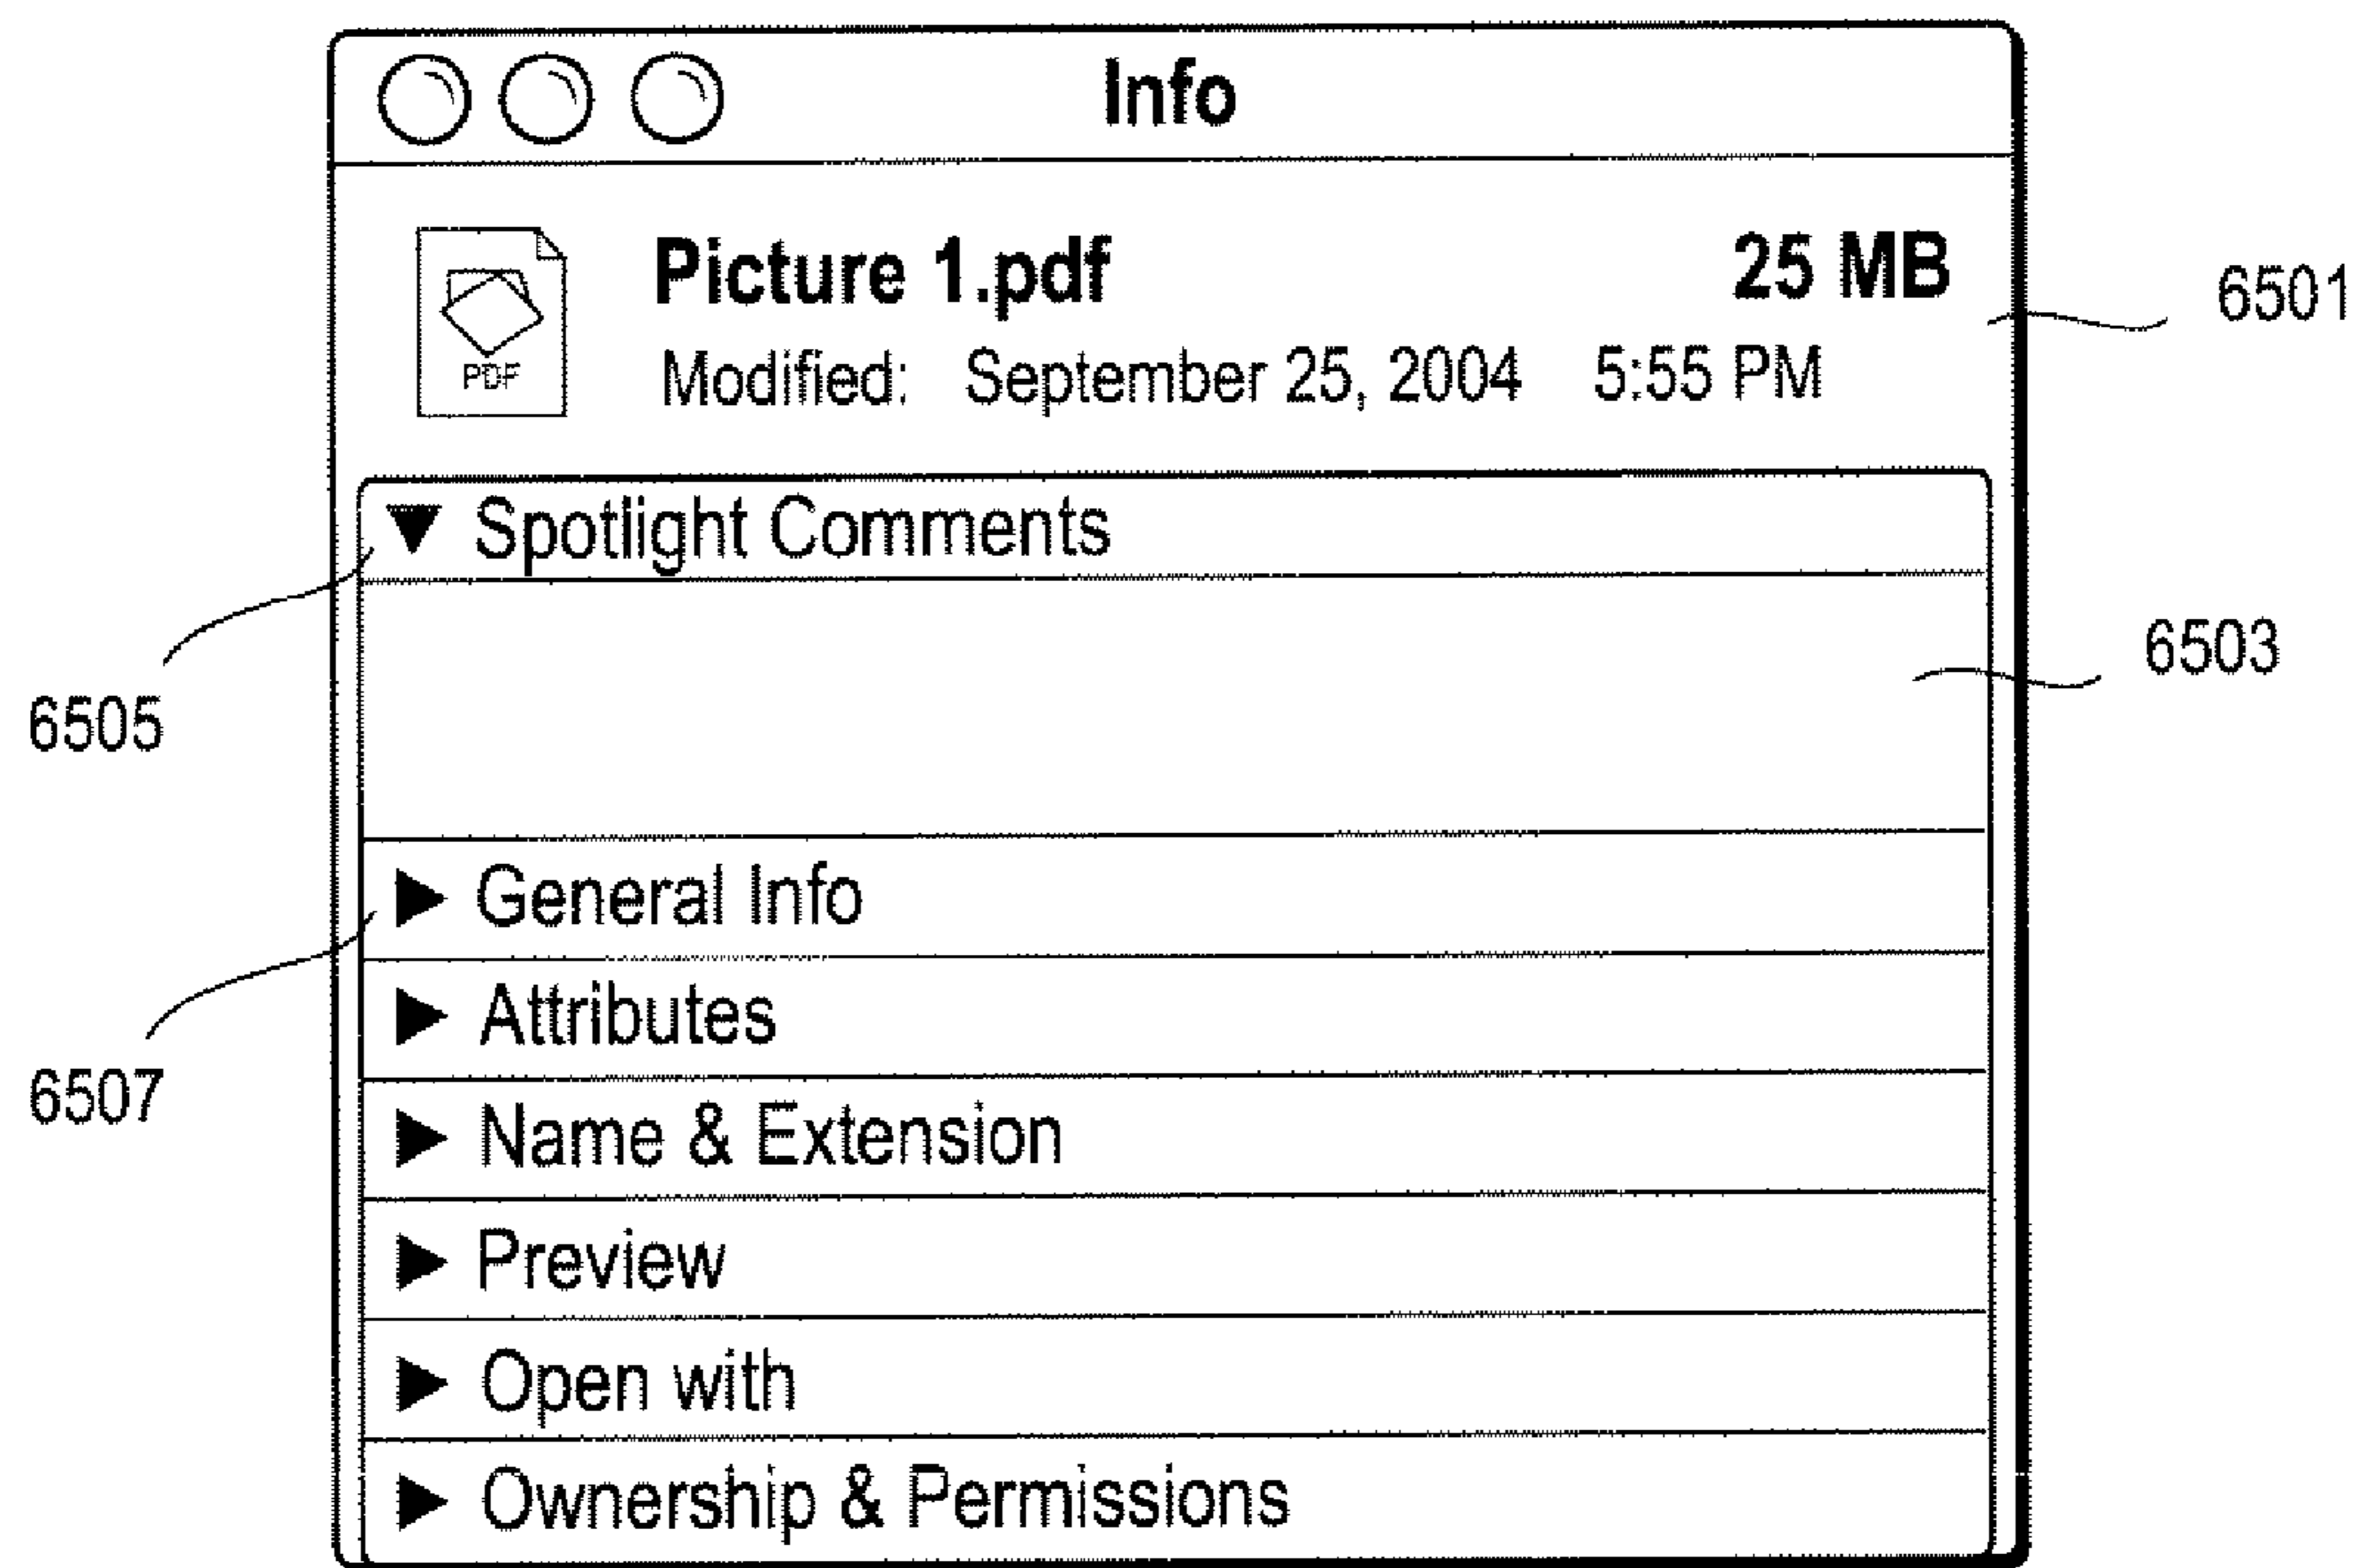 Info
Picture 1.pdf 25 MB
6501
PDF
Modified: September 25, 2004 5:55 PM
▼ Spotlight Comments
6503
6505
▶ General Info
▶ Attributes
6507
▶ Name & Extension
▶ Preview
▶ Open with
▶ Ownership & Permissions